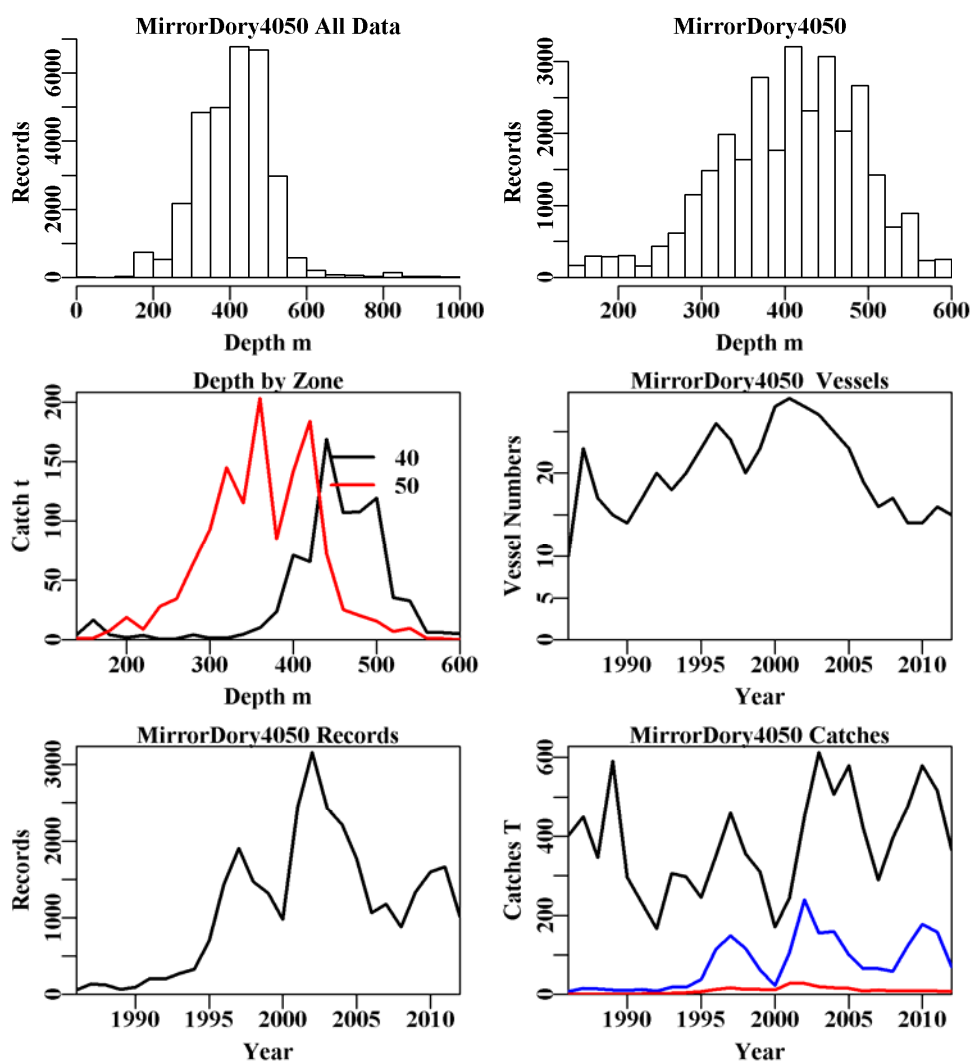 MirrorDory4050 All Data
Records
0 2000 4000 6000
0 200 400 600 800 1000
Depth m
MirrorDory4050
Records
0 1000 2000 3000
200 300 400 500 600
Depth m
Depth by Zone
Catch t
0 50 100 150 200
40
50
200 300 400 500 600
Depth m
MirrorDory4050 Vessels
Vessel Numbers
0 5 10 20
1990 1995 2000 2005 2010
Year
MirrorDory4050 Records
Records
0 1000 2000 3000
1990 1995 2000 2005 2010
Year
MirrorDory4050 Catches
Catches T
0 200 400 600
1990 1995 2000 2005 2010
Year